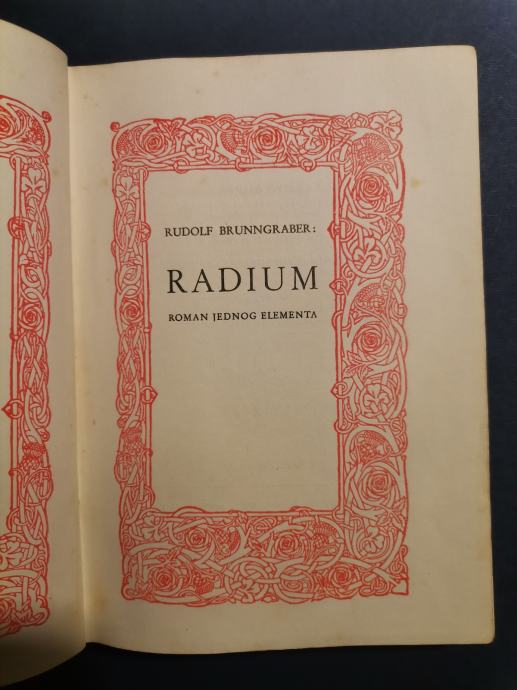 RUDOLF BRUNNGRABER:
RADIUM
ROMAN JEDNOG ELEMENTA